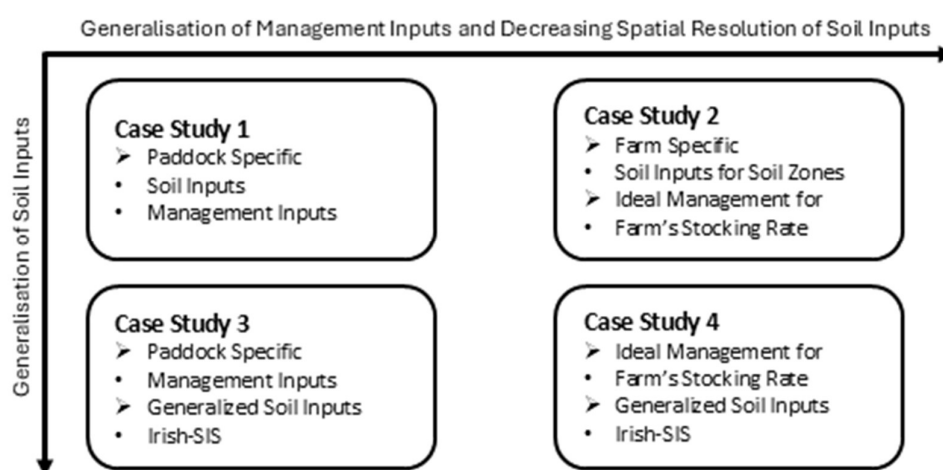 Generalisation of Management Inputs and Decreasing Spatial Resolution of Soil Inputs
Generalisation of Soil Inputs
Case Study 1
➢ Paddock Specific
• Soil Inputs
• Management Inputs
Case Study 2
➢ Farm Specific
• Soil Inputs for Soil Zones
➢ Ideal Management for
• Farm's Stocking Rate
Case Study 3
➢ Paddock Specific
• Management Inputs
➢ Generalized Soil Inputs
• Irish-SIS
Case Study 4
➢ Ideal Management for
• Farm's Stocking Rate
➢ Generalized Soil Inputs
• Irish-SIS